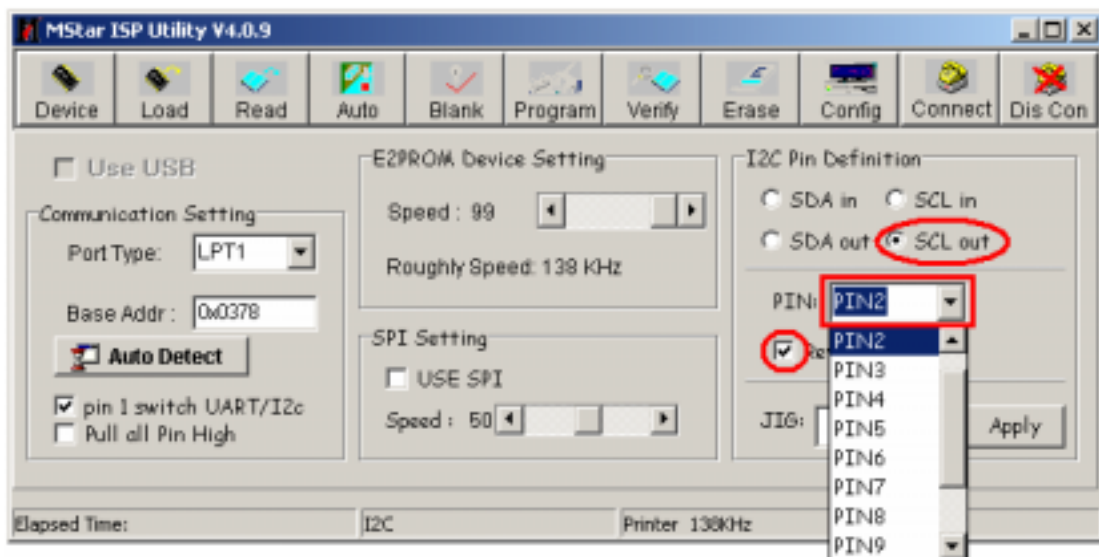 MStar ISP Utility V4.0.9
Device Load Read Auto Blank Program Verify Erase Config Connect Dis Con
Use USB
Communication Setting
Port Type: LPT1
Base Addr : 0x0378
Auto Detect
pin 1 switch UART/I2c
Pull all Pin High
E2PROM Device Setting
Speed : 99
Roughly Speed: 138 KHz
SPI Setting
USE SPI
Speed : 50
I2C Pin Definition
SDA in SCL in
SDA out SCL out
PIN: PIN2
PIN2
PIN3
PIN4
PIN5
PIN6
PIN7
PIN8
PIN9
JIG:
Apply
Elapsed Time: I2C Printer 138KHz